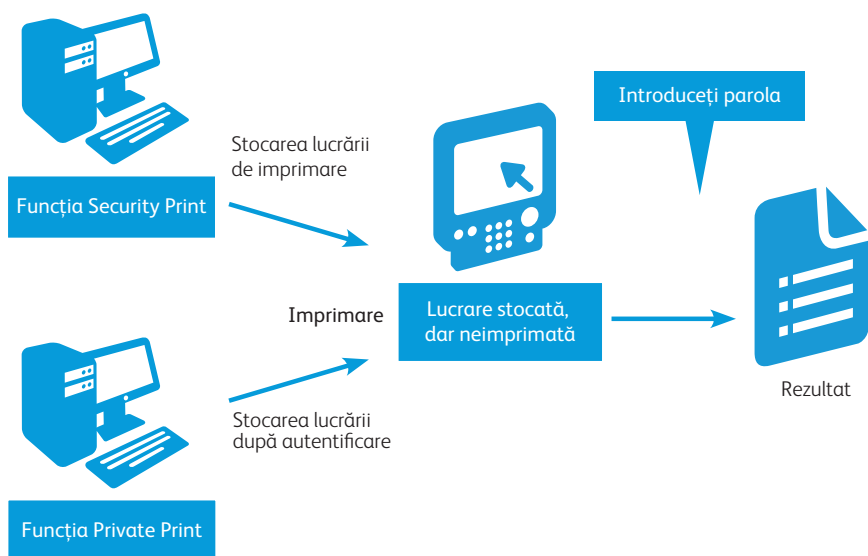 Introduceți parola
Stocarea lucrării
de imprimare
Funcția Security Print
Imprimare
Lucrare stocată,
dar neimprimată
Rezultat
Stocarea lucrării
după autentificare
Funcția Private Print